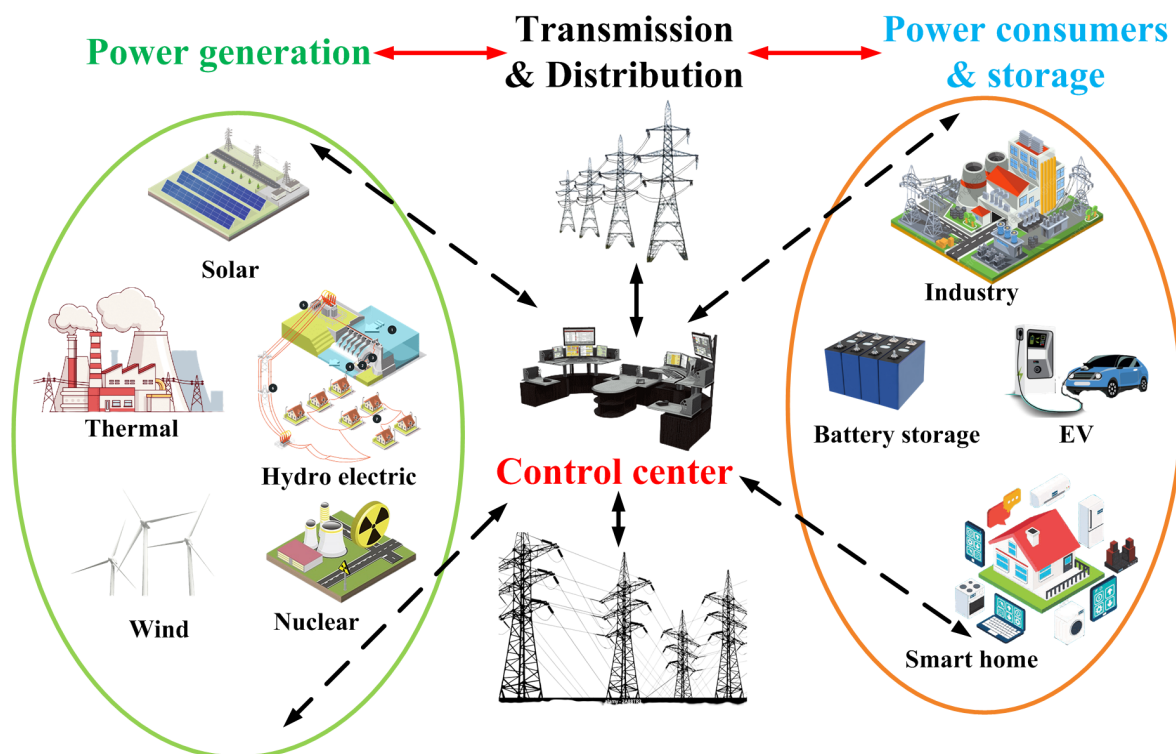 Power generation
Transmission
& Distribution
Power consumers
& storage
Solar
Industry
Thermal
Hydro electric
Battery storage
EV
Control center
Wind
Nuclear
Smart home